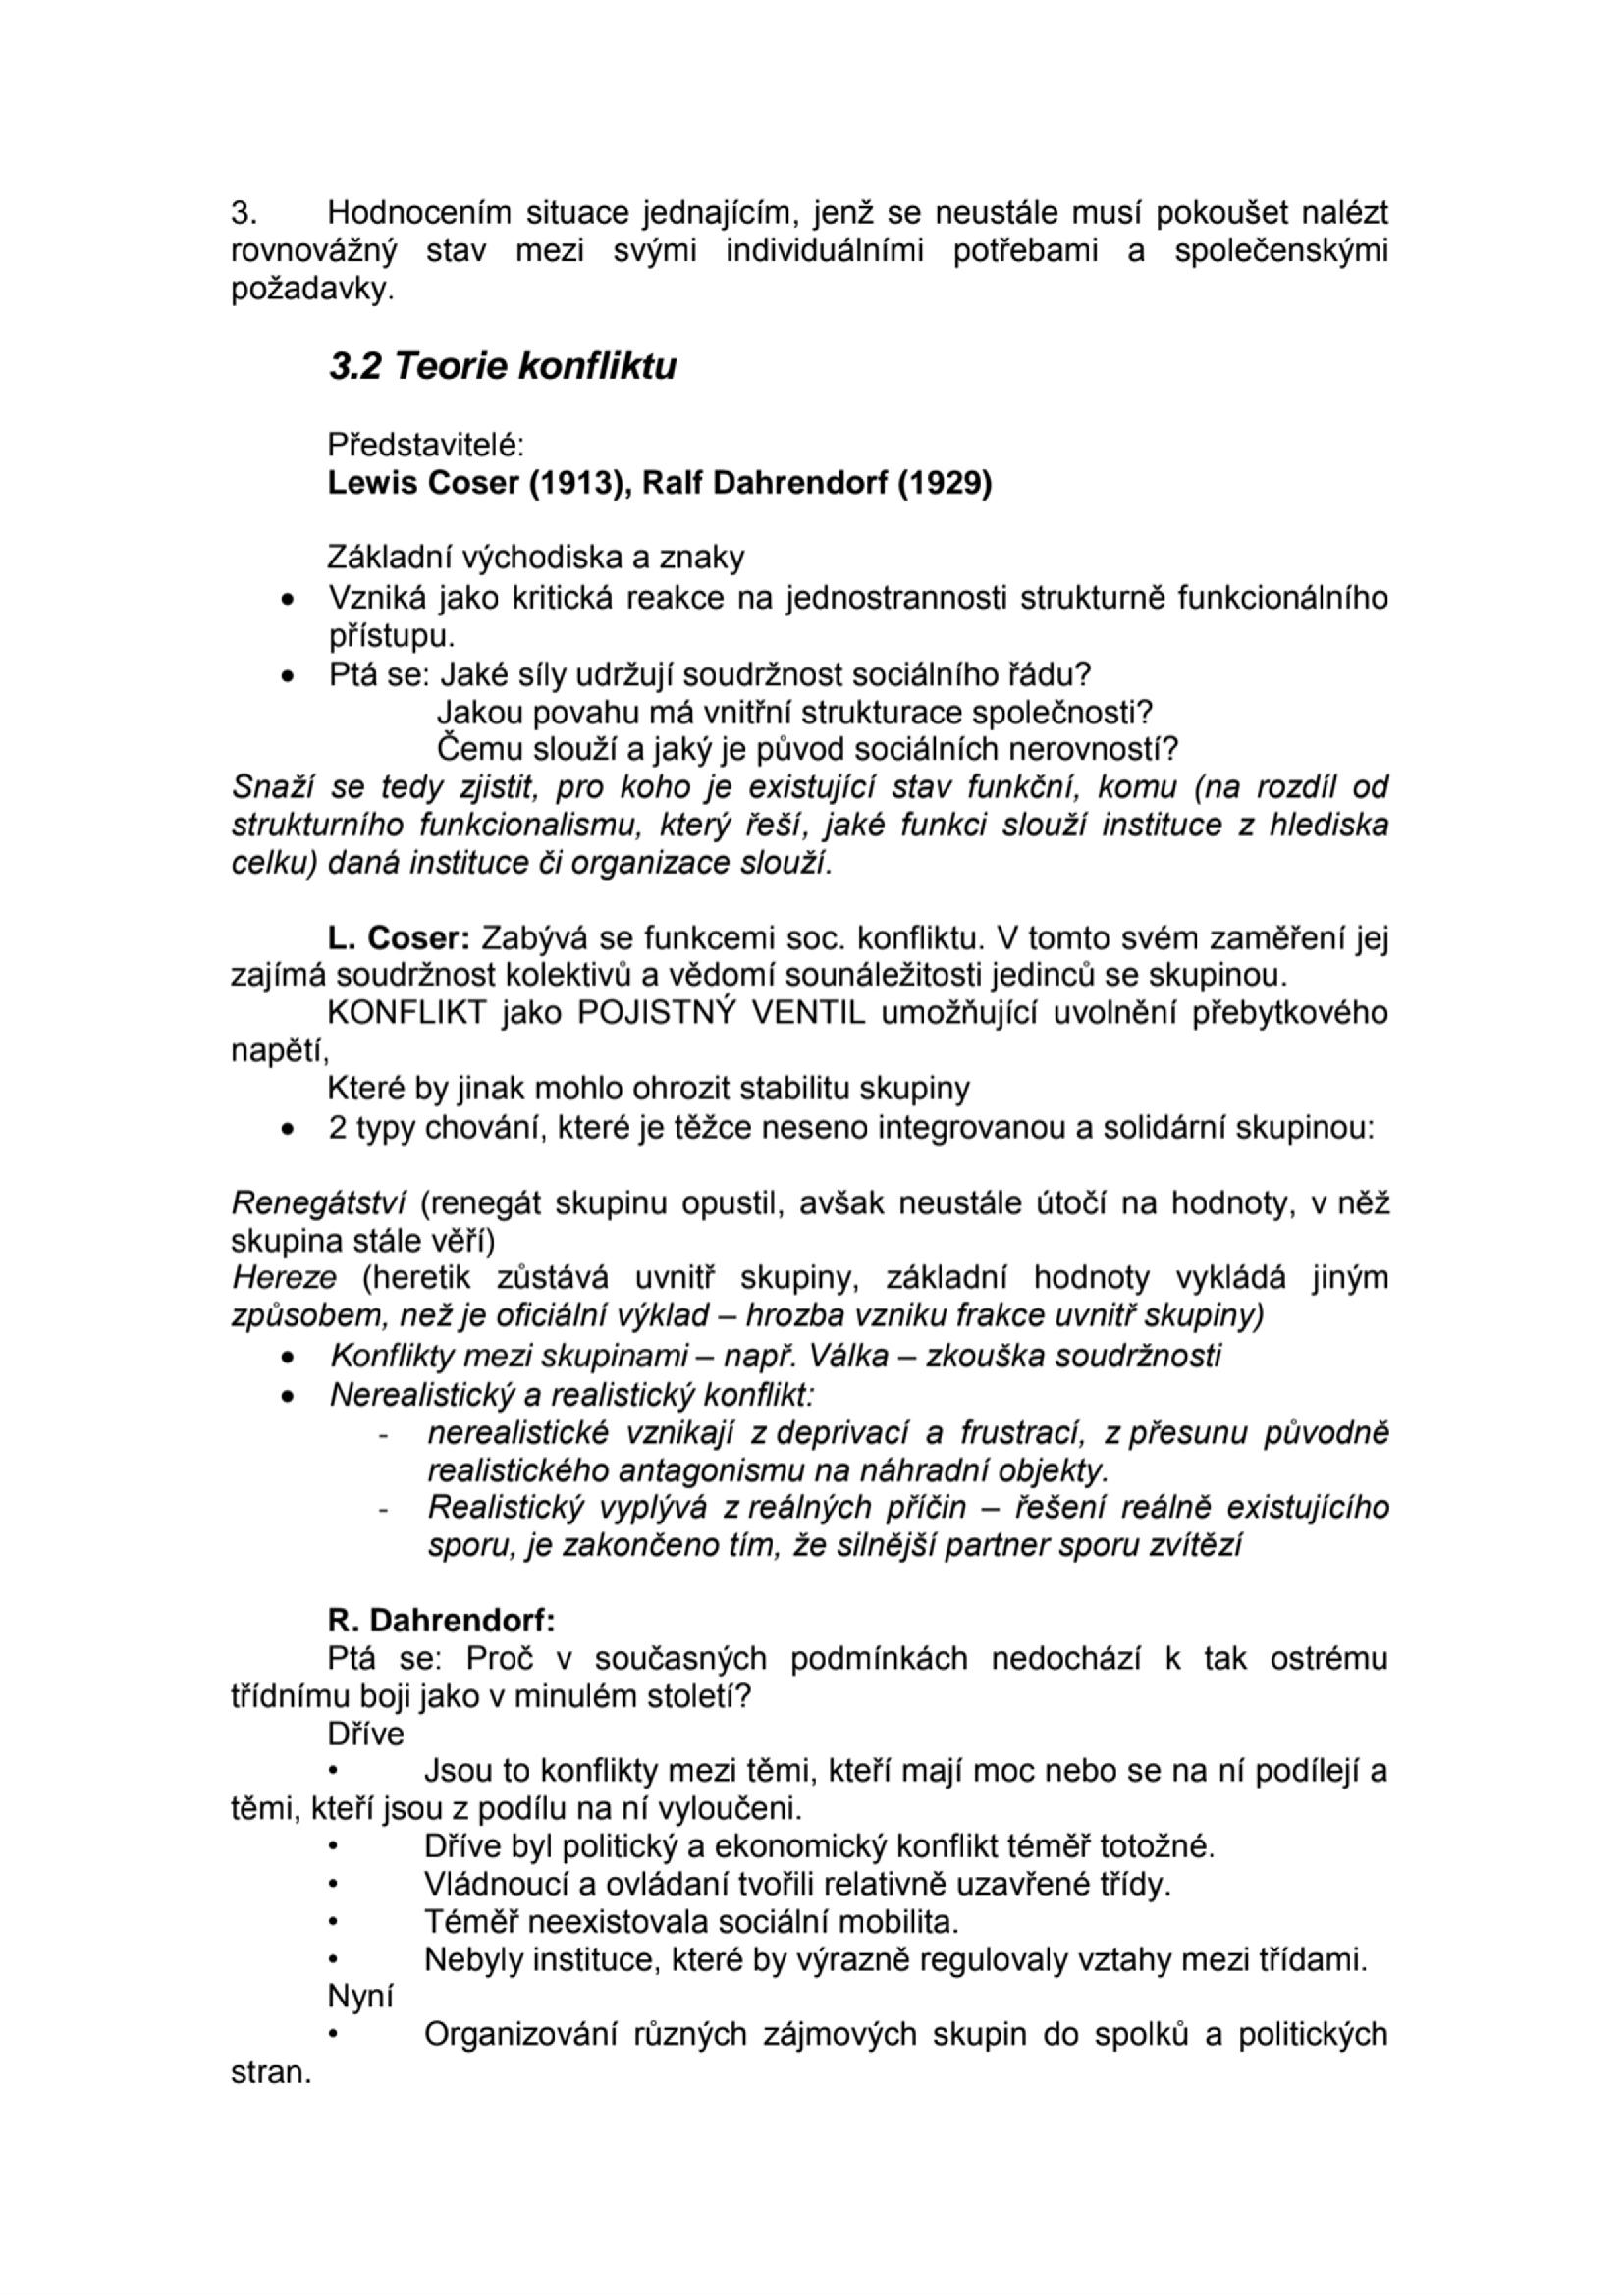 3. Hodnocením situace jednajícím, jenž se neustále musí pokoušet nalézt
rovnovážný stav mezi svými individuálními potřebami a společenskými
požadavky.
3.2 Teorie konfliktu
Představitelé:
Lewis Coser (1913), Ralf Dahrendorf (1929)
Základní východiska a znaky
• Vzniká jako kritická reakce na jednostrannosti strukturně funkcionálního
přístupu.
• Ptá se: Jaké síly udržují soudržnost sociálního řádu?
Jakou povahu má vnitřní strukturace společnosti?
Čemu slouží a jaký je původ sociálních nerovností?
Snaží se tedy zjistit, pro koho je existující stav funkční, komu (na rozdíl od
strukturního funkcionalismu, který řeší, jaké funkci slouží instituce z hlediska
celku) daná instituce či organizace slouží.
L. Coser: Zabývá se funkcemi soc. konfliktu. V tomto svém zaměření jej
zajímá soudržnost kolektivů a vědomí sounáležitosti jedinců se skupinou.
KONFLIKT jako POJISTNÝ VENTIL umožňující uvolnění přebytkového
napětí,
Které by jinak mohlo ohrozit stabilitu skupiny
• 2 typy chování, které je těžce neseno integrovanou a solidární skupinou:
Renegátství (renegát skupinu opustil, avšak neustále útočí na hodnoty, v něž
skupina stále věří)
Hereze (heretik zůstává uvnitř skupiny, základní hodnoty vykládá jiným
způsobem, než je oficiální výklad – hrozba vzniku frakce uvnitř skupiny)
• Konflikty mezi skupinami – např. Válka – zkouška soudržnosti
• Nerealistický a realistický konflikt:
- nerealistické vznikají z deprivací a frustrací, z přesunu původně
realistického antagonismu na náhradní objekty.
- Realistický vyplývá z reálných příčin – řešení reálně existujícího
sporu, je zakončeno tím, že silnější partner sporu zvítězí
R. Dahrendorf:
Ptá se: Proč v současných podmínkách nedochází k tak ostrému
třídnímu boji jako v minulém století?
Dříve
• Jsou to konflikty mezi těmi, kteří mají moc nebo se na ní podílejí a
těmi, kteří jsou z podílu na ní vyloučeni.
• Dříve byl politický a ekonomický konflikt téměř totožné.
• Vládnoucí a ovládaní tvořili relativně uzavřené třídy.
• Téměř neexistovala sociální mobilita.
• Nebyly instituce, které by výrazně regulovaly vztahy mezi třídami.
Nyní
• Organizování různých zájmových skupin do spolků a politických
stran.